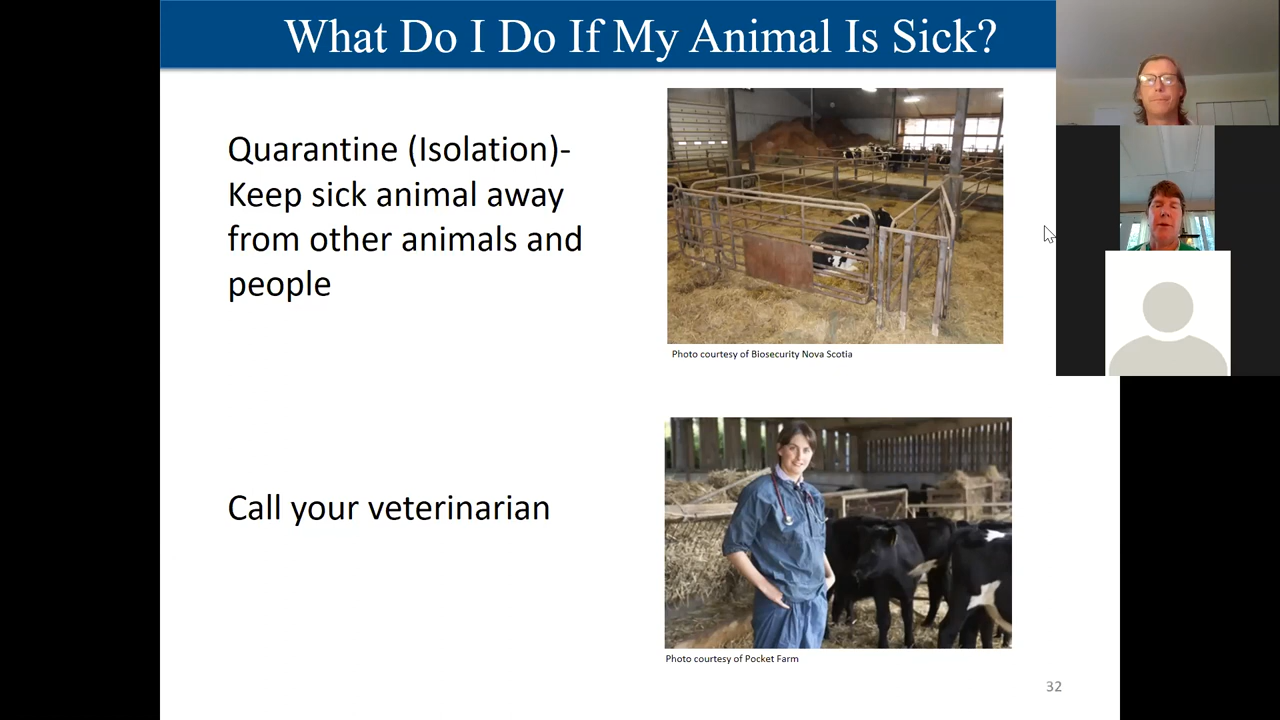 What Do I Do If My Animal Is Sick?
Quarantine (Isolation)-
Keep sick animal away
from other animals and
people
Photo courtesy of Biosecurity Nova Scotia
Call your veterinarian
Photo courtesy of Pocket Farm
32